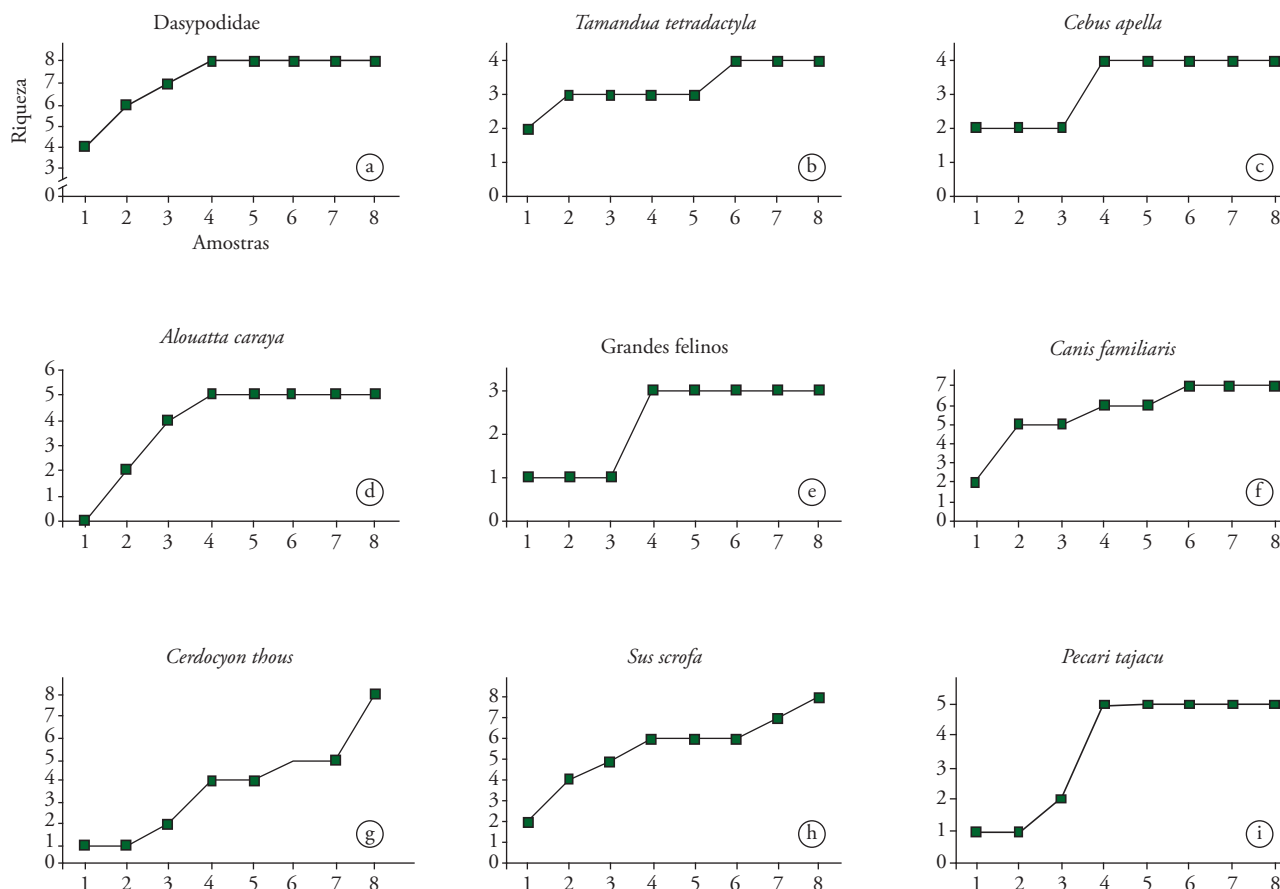 Dasypodidae
Riqueza
8
7
6
5
4
3
0
1 2 3 4 5 6 7 8
Amostras
a
Tamandua tetradactyla
4
3
2
1
0
1 2 3 4 5 6 7 8
b
Cebus apella
4
3
2
1
0
1 2 3 4 5 6 7 8
c
Alouatta caraya
6
5
4
3
2
1
0
1 2 3 4 5 6 7 8
d
Grandes felinos
3
2
1
0
1 2 3 4 5 6 7 8
e
Canis familiaris
7
6
5
4
3
2
1
0
1 2 3 4 5 6 7 8
f
Cerdocyon thous
8
7
5
4
3
2
1
0
1 2 3 4 5 6 7 8
g
Sus scrofa
8
7
6
5
4
3
2
1
0
1 2 3 4 5 6 7 8
h
Pecari tajacu
5
3
2
1
0
1 2 3 4 5 6 7 8
i